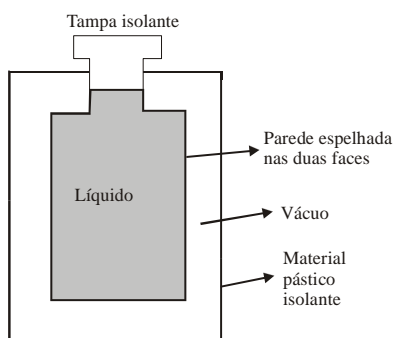 Tampa isolante
Parede espelhada
nas duas faces
Líquido
Vácuo
Material
pástico
isolante